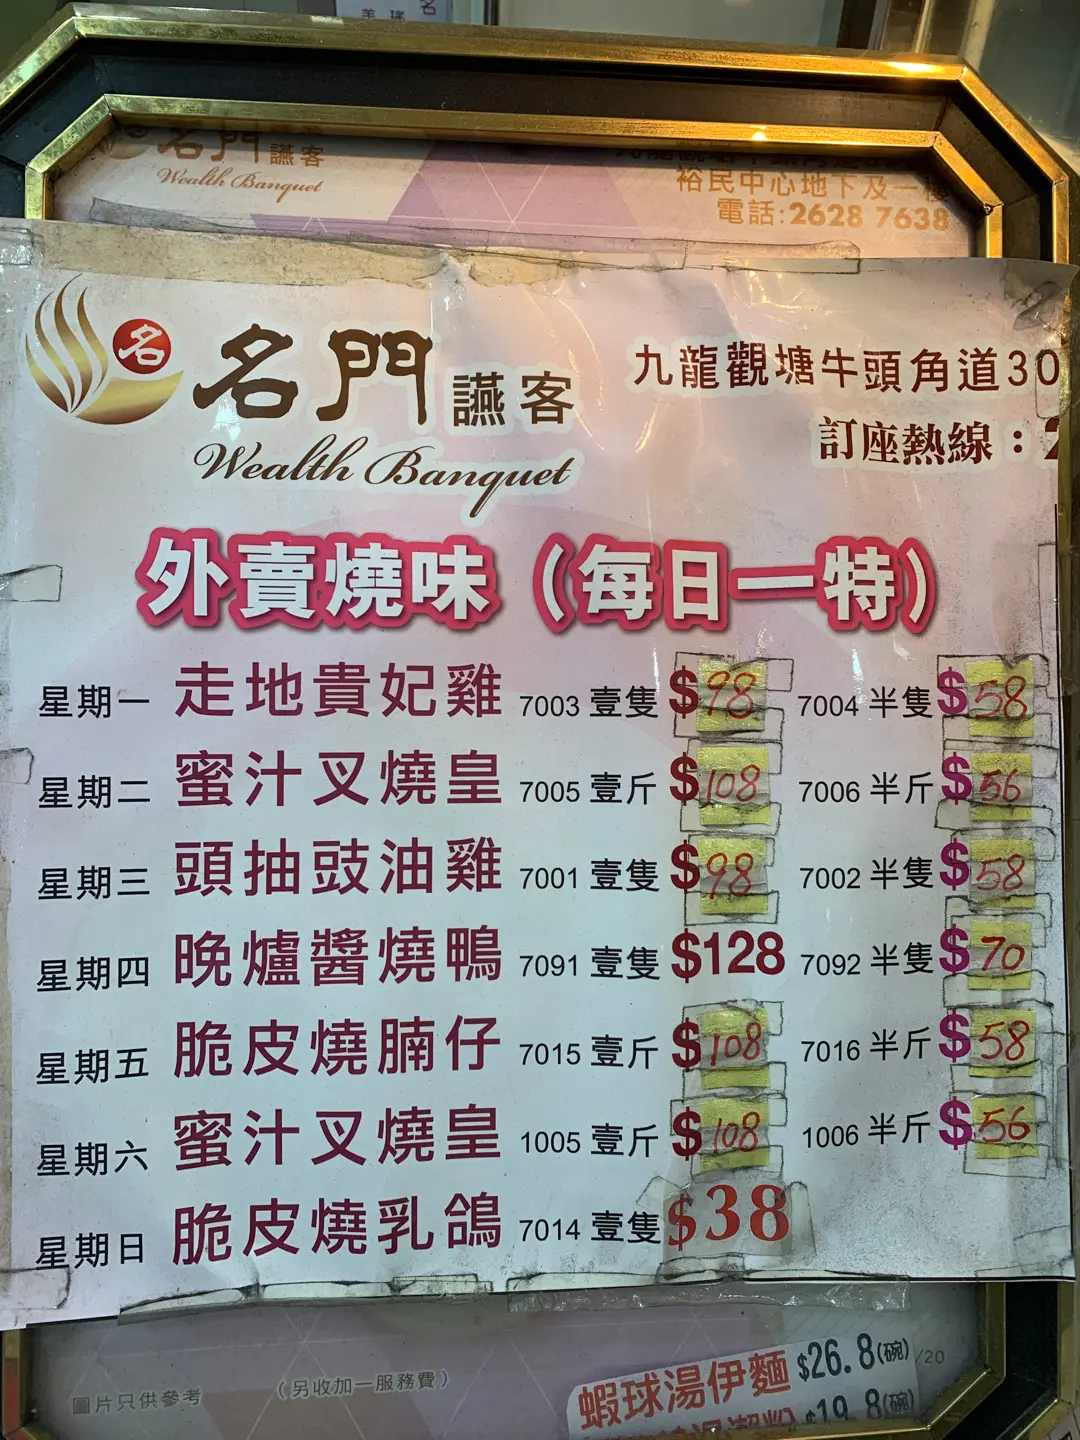 名門讌客
Wealth Banquet
裕民中心地下及一樓
電話:2628 7638
名
名門讌客
Wealth Banquet
九龍觀塘牛頭角道30
訂座熱線：2
外賣燒味（每日一特）
星期一 走地貴妃雞 7003 壹隻 $98 7004 半隻 $58
星期二 蜜汁叉燒皇 7005 壹斤 $108 7006 半斤 $56
星期三 頭抽豉油雞 7001 壹隻 $98 7002 半隻 $58
星期四 晚爐醬燒鴨 7091 壹隻 $128 7092 半隻 $70
星期五 脆皮燒腩仔 7015 壹斤 $108 7016 半斤 $58
星期六 蜜汁叉燒皇 1005 壹斤 $108 1006 半斤 $56
星期日 脆皮燒乳鴿 7014 壹隻 $38
圖片只供參考 （另收加一服務費）
蝦球湯伊麵 $26.8(碗) /20
$19.8(碗)